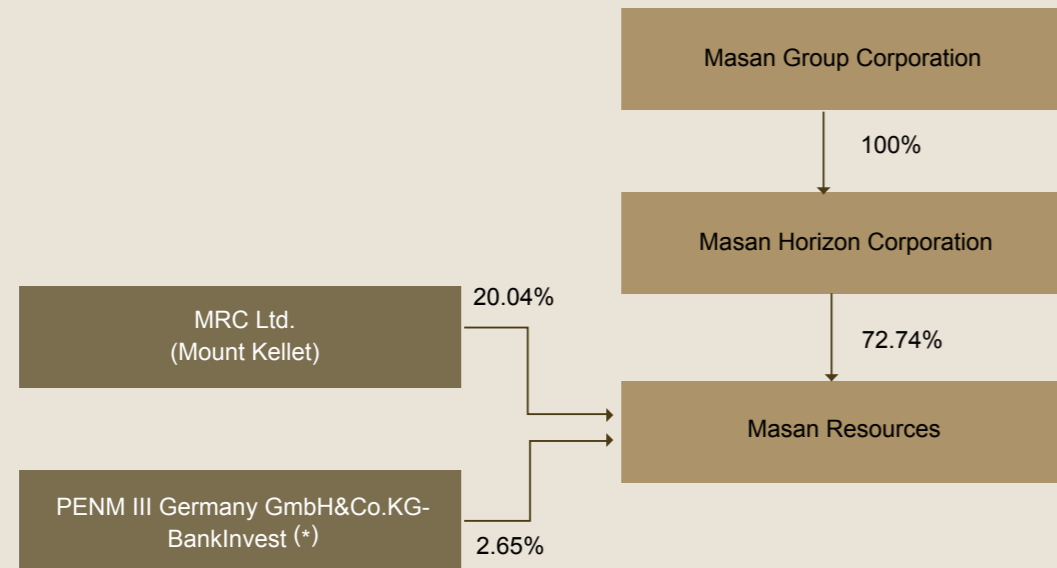 Masan Group Corporation
100%
Masan Horizon Corporation
20.04%
MRC Ltd.
(Mount Kellet)
72.74%
Masan Resources
PENM III Germany GmbH&Co.KG-
BankInvest (*)
2.65%